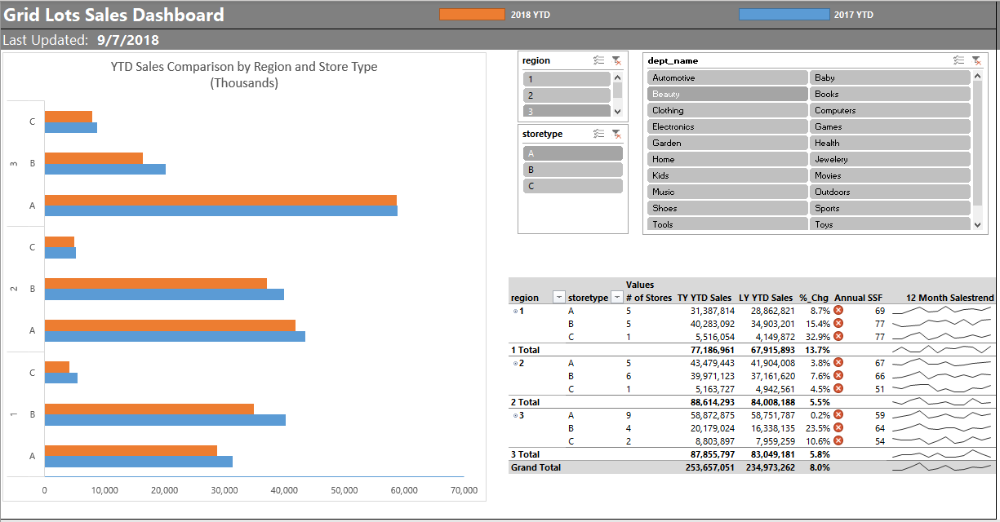 Grid Lots Sales Dashboard
2018 YTD
2017 YTD
Last Updated: 9/7/2018
YTD Sales Comparison by Region and Store Type
(Thousands)
C
3 B
A
C
2 B
A
C
1 B
A
0 10,000 20,000 30,000 40,000 50,000 60,000 70,000
region
1
2
3
storetype
A
B
C
dept_name
Automotive Baby
Beauty Books
Clothing Computers
Electronics Games
Garden Health
Home Jewelery
Kids Movies
Music Outdoors
Shoes Sports
Tools Toys
Values
region storetype # of Stores TY YTD Sales LY YTD Sales %_Chg Annual SSF 12 Month Salestrend
1 A 5 31,387,814 28,862,821 8.7% 69
B 5 40,283,092 34,903,201 15.4% 77
C 1 5,516,054 4,149,872 32.9% 77
1 Total 77,186,961 67,915,893 13.7%
2 A 5 43,479,443 41,904,008 3.8% 67
B 6 39,971,123 37,161,620 7.6% 66
C 1 5,163,727 4,942,561 4.5% 51
2 Total 88,614,293 84,008,188 5.5%
3 A 9 58,872,875 58,751,787 0.2% 59
B 4 20,179,024 16,338,135 23.5% 64
C 2 8,803,897 7,959,259 10.6% 54
3 Total 87,855,797 83,049,181 5.8%
Grand Total 253,657,051 234,973,262 8.0%